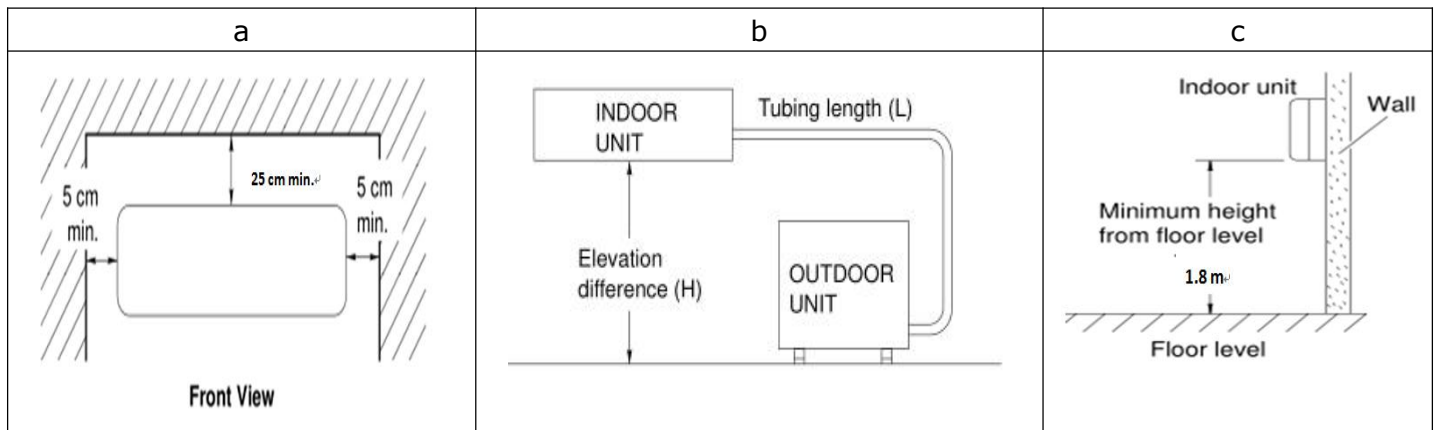 a
b
c
25 cm min.
5 cm
min.
5 cm
min.
Front View
INDOOR
UNIT
Tubing length (L)
Elevation
difference (H)
OUTDOOR
UNIT
Indoor unit
Wall
Minimum height
from floor level
1.8 m
Floor level